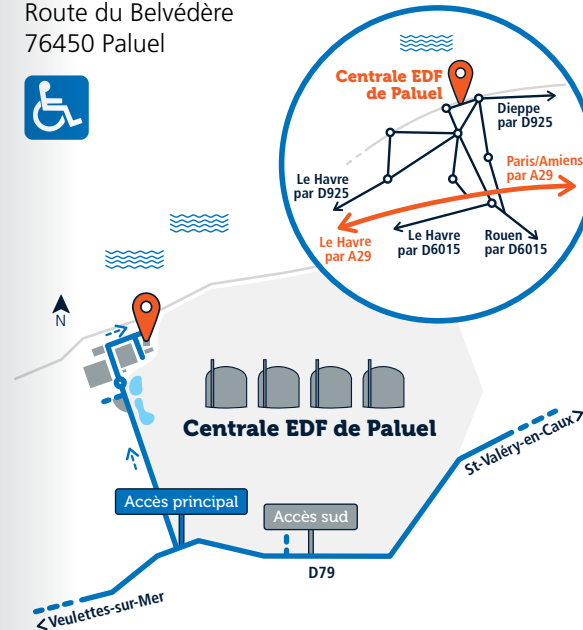 Route du Belvédère
76450 Paluel
Centrale EDF
de Paluel
Dieppe
par D925
Paris/Amiens
par A29
Le Havre
par D925
Le Havre
par A29
Le Havre
par D6015
Rouen
par D6015
N
Centrale EDF de Paluel
St-Valéry-en-Caux
Accès principal
Accès sud
D79
Veulettes-sur-Mer